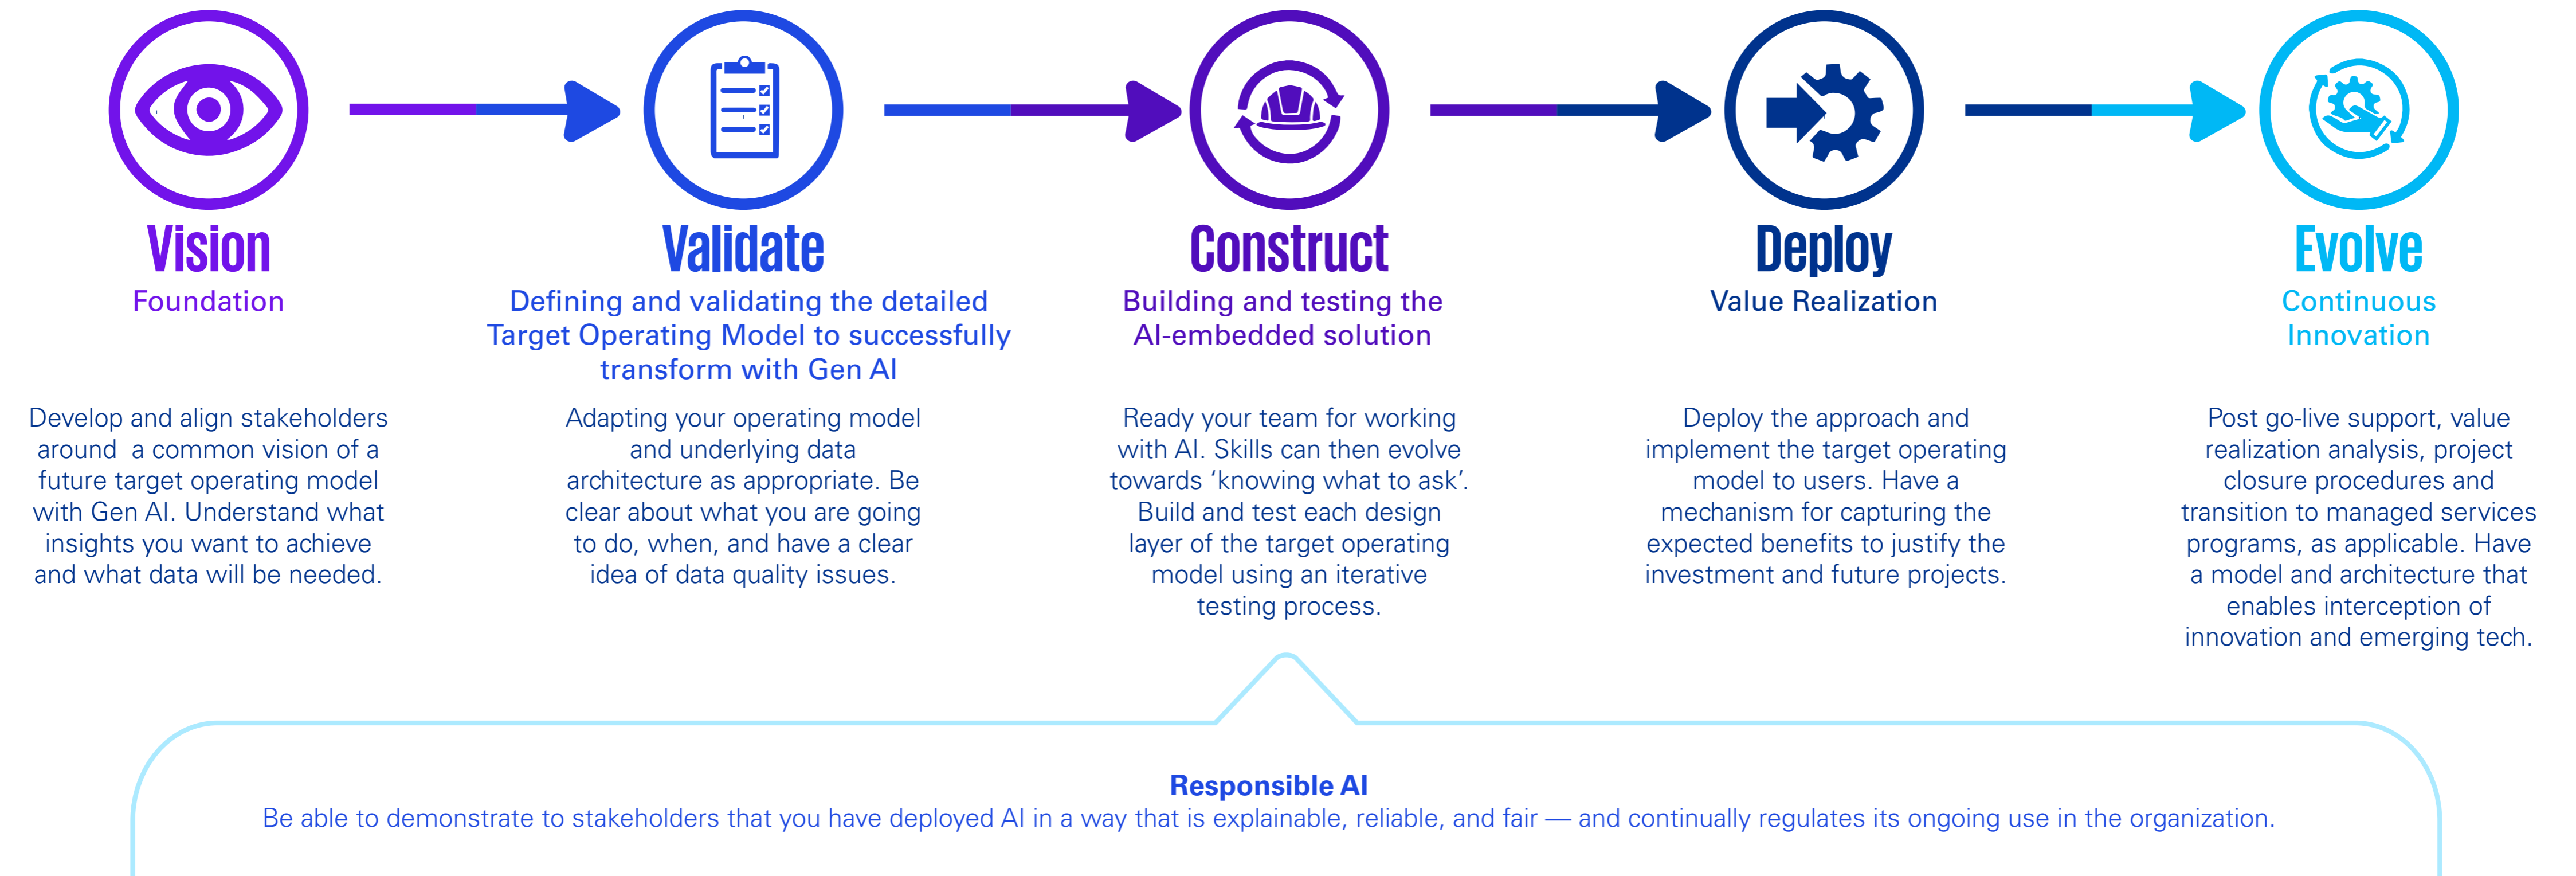 Vision
Foundation
Develop and align stakeholders
around a common vision of a
future target operating model
with Gen AI. Understand what
insights you want to achieve
and what data will be needed.
Validate
Defining and validating the detailed
Target Operating Model to successfully
transform with Gen AI
Adapting your operating model
and underlying data
architecture as appropriate. Be
clear about what you are going
to do, when, and have a clear
idea of data quality issues.
Construct
Building and testing the
AI-embedded solution
Ready your team for working
with AI. Skills can then evolve
towards ‘knowing what to ask’.
Build and test each design
layer of the target operating
model using an iterative
testing process.
Deploy
Value Realization
Deploy the approach and
implement the target operating
model to users. Have a
mechanism for capturing the
expected benefits to justify the
investment and future projects.
Evolve
Continuous
Innovation
Post go-live support, value
realization analysis, project
closure procedures and
transition to managed services
programs, as applicable. Have
a model and architecture that
enables interception of
innovation and emerging tech.
Responsible AI
Be able to demonstrate to stakeholders that you have deployed AI in a way that is explainable, reliable, and fair — and continually regulates its ongoing use in the organization.